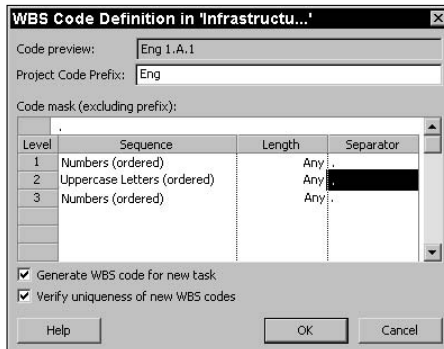 WBS Code Definition in 'Infrastructu...' X
Code preview: Eng 1.A.1
Project Code Prefix: Eng
Code mask (excluding prefix):
.
Level Sequence Length Separator
1 Numbers (ordered) Any .
2 Uppercase Letters (ordered) Any .
3 Numbers (ordered) Any .
Generate WBS code for new task
Verify uniqueness of new WBS codes
Help OK Cancel